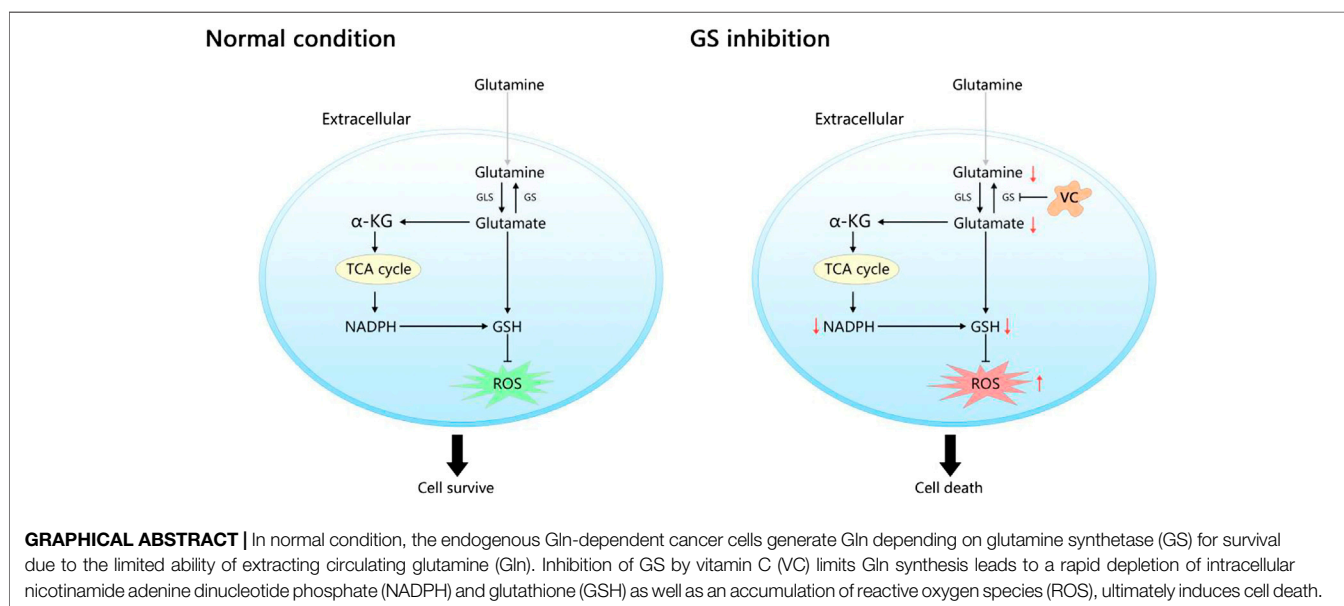 Normal condition
Glutamine
Extracellular
Glutamine
GLS
GS
α-KG
Glutamate
TCA cycle
NADPH
GSH
ROS
Cell survive
GS inhibition
Glutamine
Extracellular
Glutamine
GLS
GS
VC
α-KG
Glutamate
TCA cycle
NADPH
GSH
ROS
Cell death
GRAPHICAL ABSTRACT | In normal condition, the endogenous Gln-dependent cancer cells generate Gln depending on glutamine synthetase (GS) for survival
due to the limited ability of extracting circulating glutamine (Gln). Inhibition of GS by vitamin C (VC) limits Gln synthesis leads to a rapid depletion of intracellular
nicotinamide adenine dinucleotide phosphate (NADPH) and glutathione (GSH) as well as an accumulation of reactive oxygen species (ROS), ultimately induces cell death.